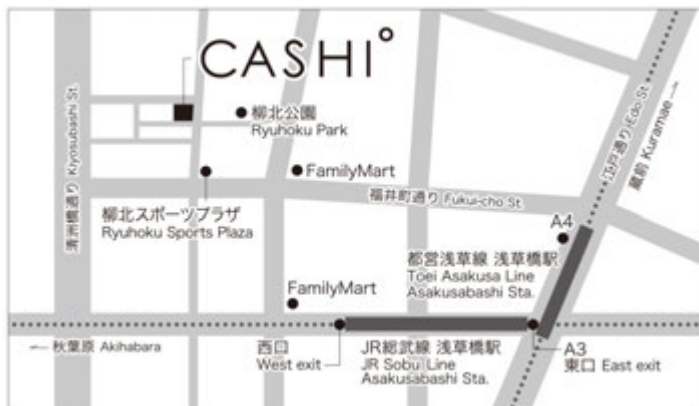 CASHI°
柳北公園
Ryuhoku Park
清洲橋通り Kiyosubashi St.
江戸通り Edo St.
蔵前 Kuramae →
FamilyMart
福井町通り Fukui-cho St.
柳北スポーツプラザ
Ryuhoku Sports Plaza
A4
都営浅草線 浅草橋駅
Toei Asakusa Line
Asakusabashi Sta.
FamilyMart
← 秋葉原 Akihabara
西口
West exit
JR総武線 浅草橋駅
JR Sobu Line
Asakusabashi Sta.
A3
東口 East exit